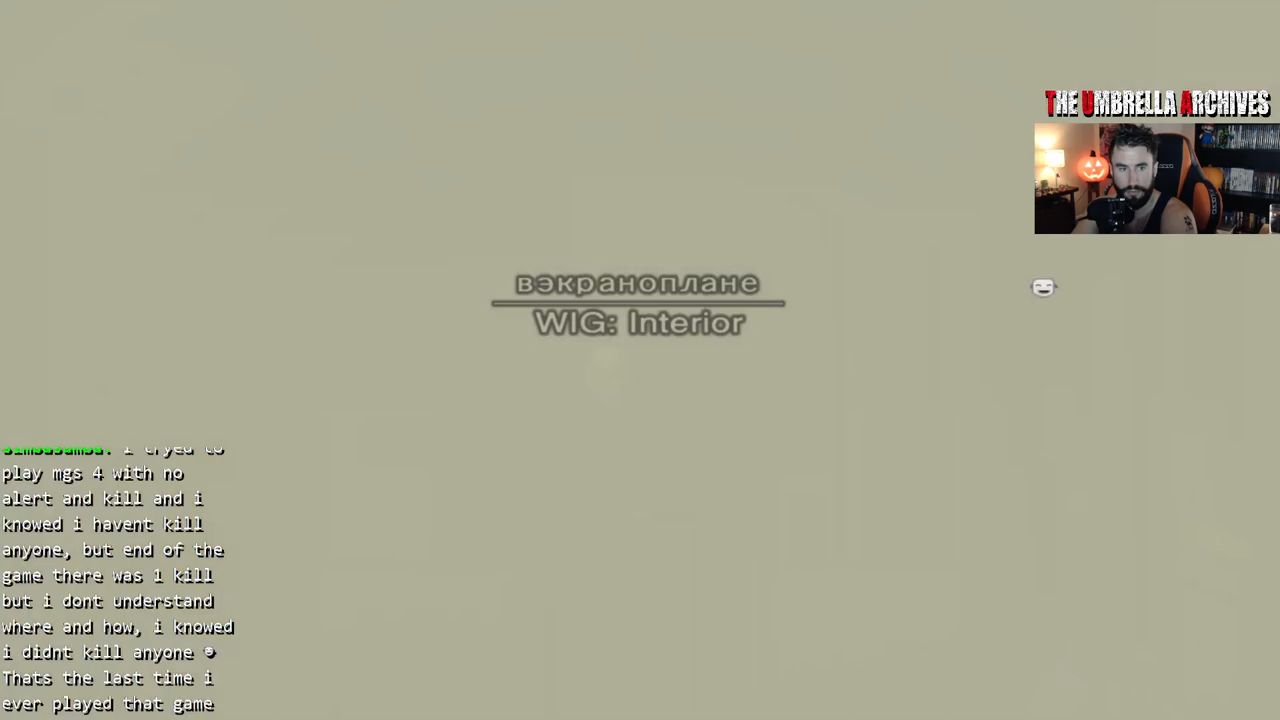 THE UMBRELLA ARCHIVES
вэкраноплане
WIG: Interior
i tryed to
play mgs 4 with no
alert and kill and i
knowed i havent kill
anyone, but end of the
game there was 1 kill
but i dont understand
where and how, i knowed
i didnt kill anyone
Thats the last time i
ever played that game